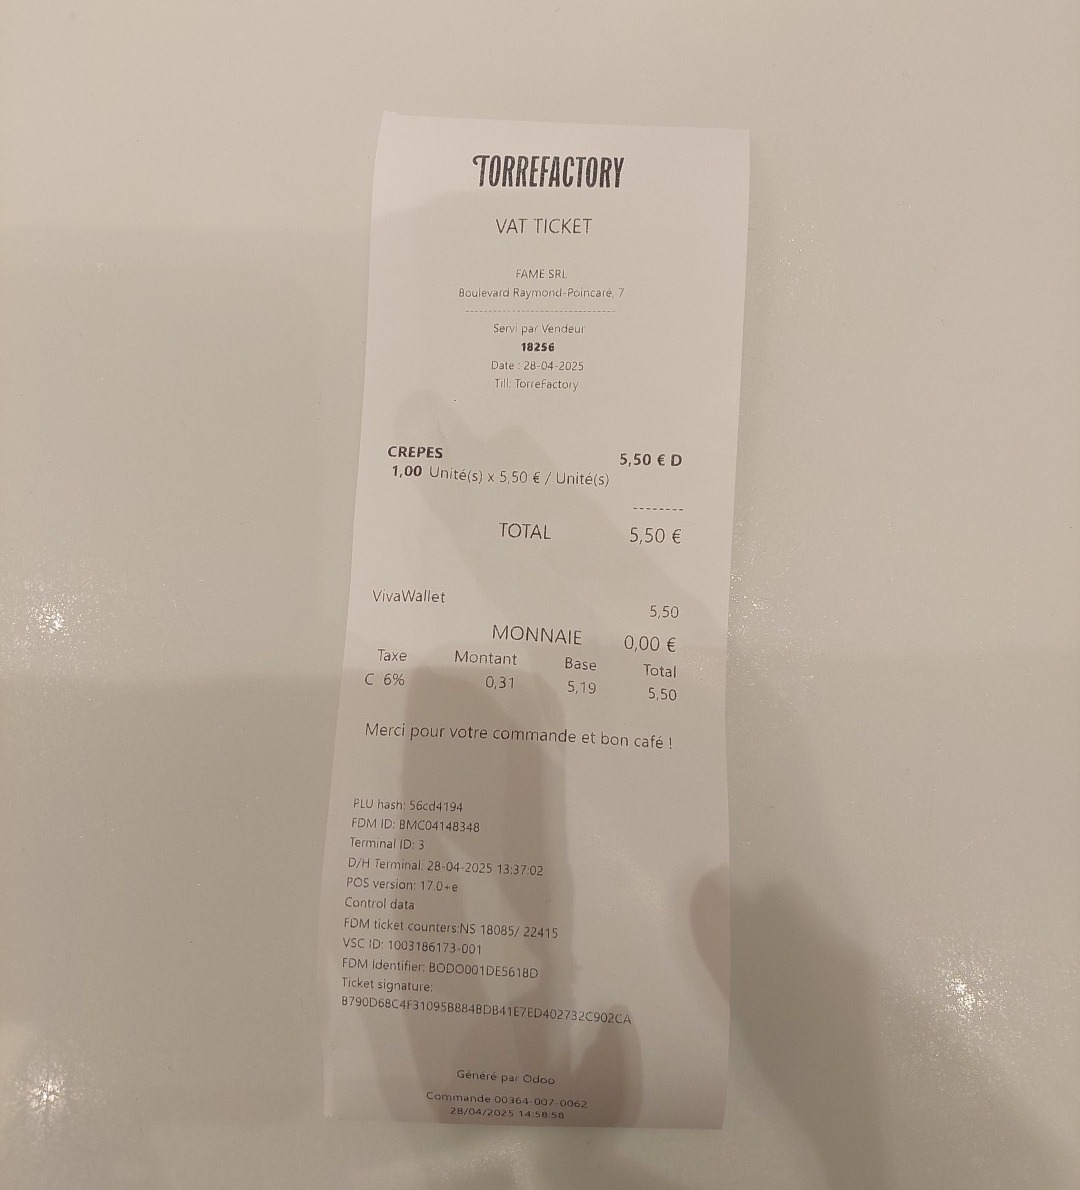 TORREFACTORY
VAT TICKET
FAME SRL
Boulevard Raymond-Poincaré, 7
--------------------------------
Servi par Vendeur
18256
Date : 28-04-2025
Till: TorreFactory
CREPES 5,50 € D
1,00 Unité(s) x 5,50 € / Unité(s)
--------
TOTAL 5,50 €
VivaWallet 5,50
MONNAIE 0,00 €
Taxe Montant Base Total
C 6% 0,31 5,19 5,50
Merci pour votre commande et bon café !
PLU hash: 56cd4194
FDM ID: BMC04148348
Terminal ID: 3
D/H Terminal: 28-04-2025 13:37:02
POS version: 17.0+e
Control data
FDM ticket counters:NS 18085/ 22415
VSC ID: 1003186173-001
FDM Identifier: BODO001DE5618D
Ticket signature:
B790D68C4F31095B884BDB41E7ED402732C902CA
Généré par Odoo
Commande 00364-007-0062
28/04/2025 14:58:58